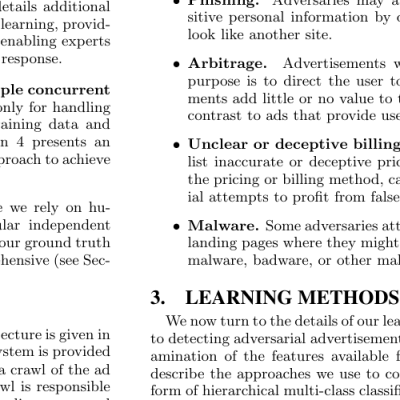 details additional
learning, provid-
enabling experts
response.
ple concurrent
only for handling
aining data and
n 4 presents an
proach to achieve
e we rely on hu-
ular independent
our ground truth
hensive (see Sec-
ecture is given in
ystem is provided
a crawl of the ad
wl is responsible
• Phishing. Adversaries may a
sitive personal information by
look like another site.
• Arbitrage. Advertisements
purpose is to direct the user to
ments add little or no value to
contrast to ads that provide use
• Unclear or deceptive billing
list inaccurate or deceptive pri
the pricing or billing method, ca
ial attempts to profit from false
• Malware. Some adversaries att
landing pages where they might
malware, badware, or other mal
3. LEARNING METHODS
We now turn to the details of our lea
to detecting adversarial advertisement
amination of the features available f
describe the approaches we use to co
form of hierarchical multi-class classifi